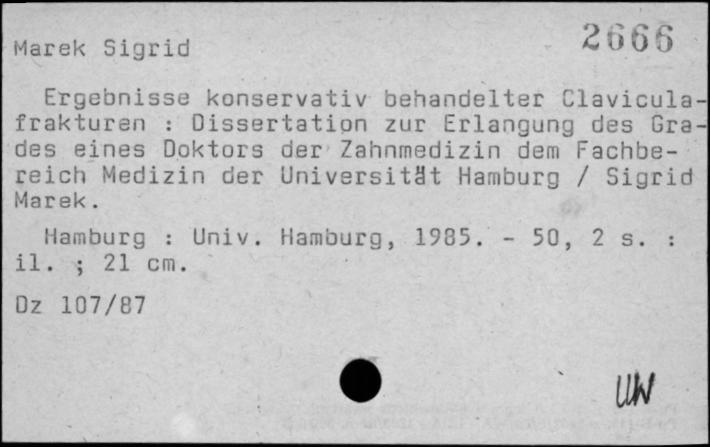 2666
Marek Sigrid
Ergebnisse konservativ behandelter Clavicula-
frakturen : Dissertation zur Erlangung des Gra-
des eines Doktors der Zahnmedizin dem Fachbe-
reich Medizin der Universität Hamburg / Sigrid
Marek.
Hamburg : Univ. Hamburg, 1985. - 50, 2 s. :
il. ; 21 cm.
Dz 107/87
UW